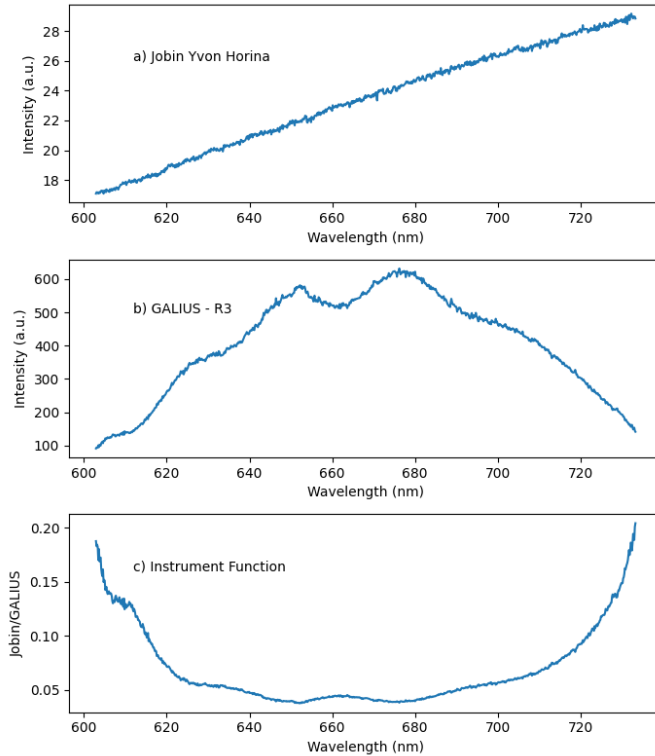 28
26
24
22
20
18
Intensity (a.u.)
a) Jobin Yvon Horina
600 620 640 660 680 700 720
Wavelength (nm)
600
500
400
300
200
100
Intensity (a.u.)
b) GALIUS - R3
600 620 640 660 680 700 720
Wavelength (nm)
0.20
0.15
0.10
0.05
Jobin/GALIUS
c) Instrument Function
600 620 640 660 680 700 720
Wavelength (nm)